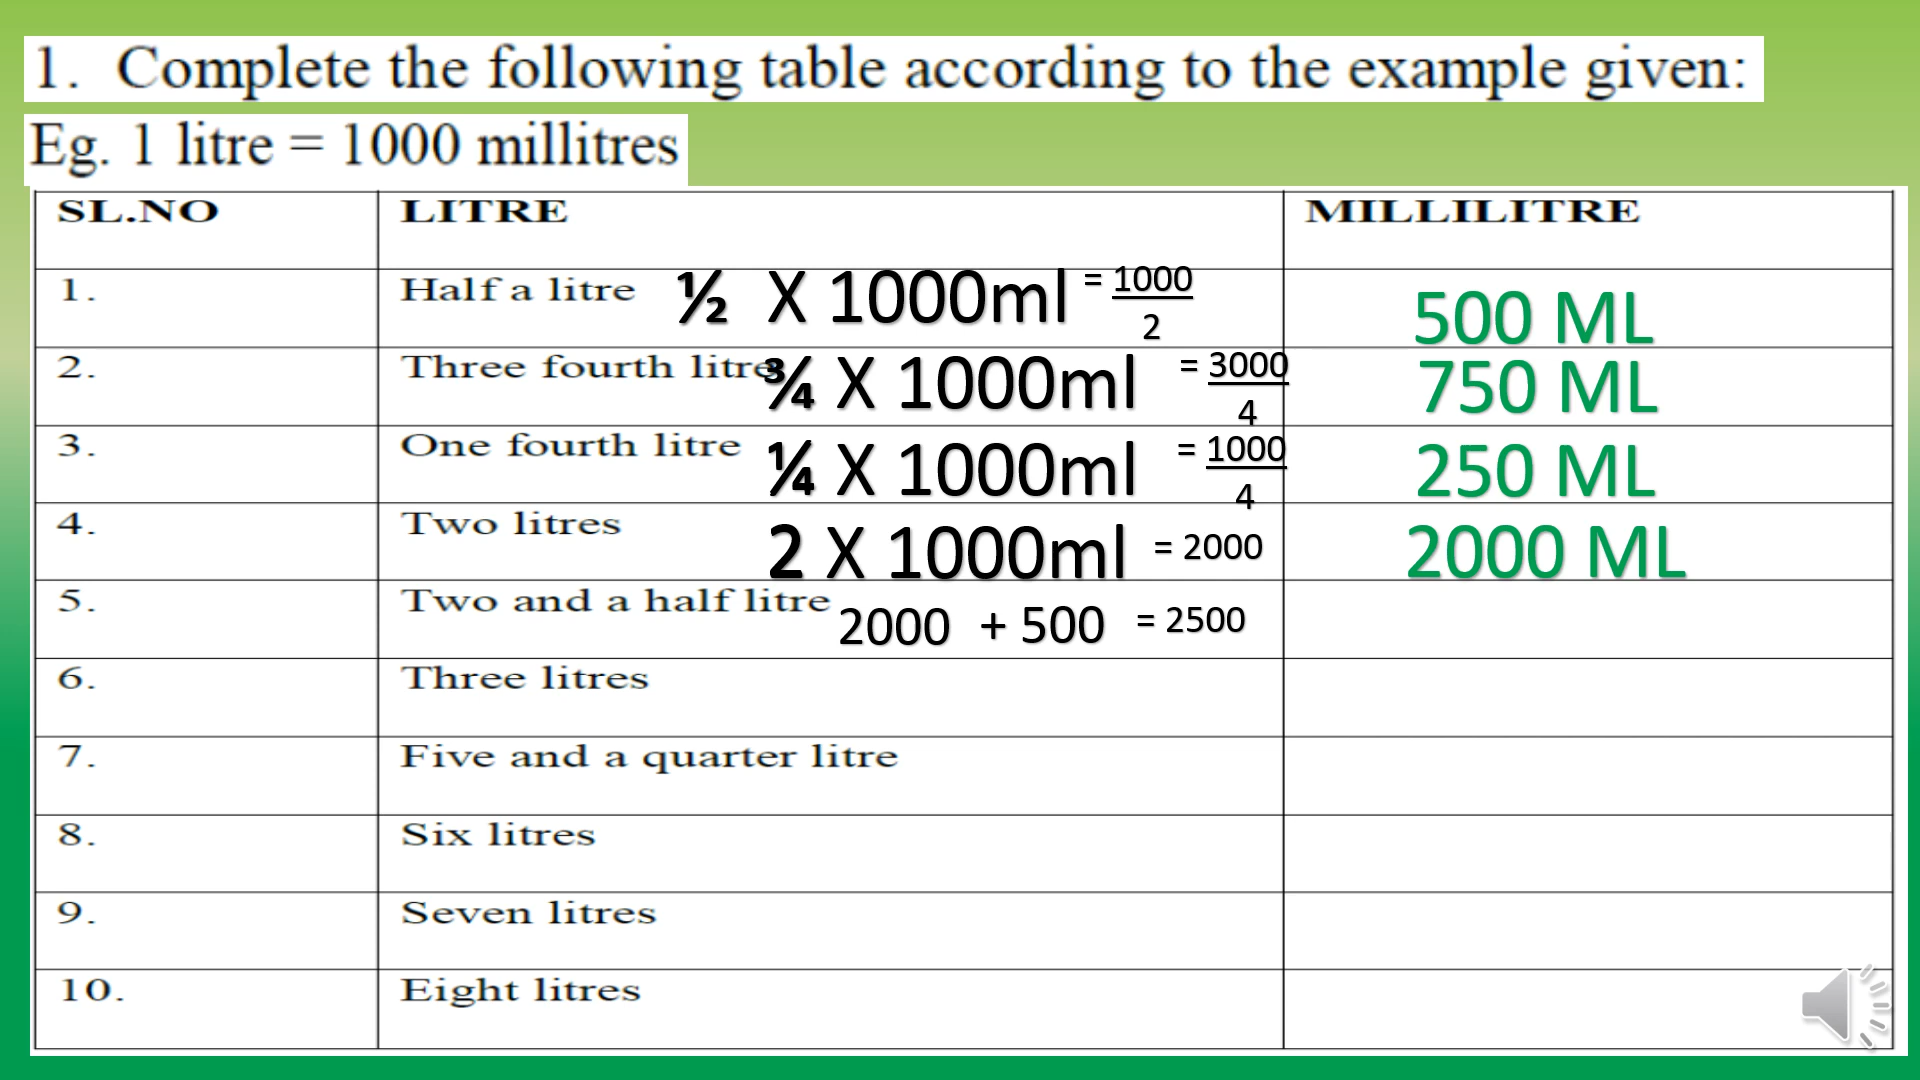 1. Complete the following table according to the example given:
Eg. 1 litre = 1000 millitres
SL.NO LITRE MILLILITRE
1. Half a litre ½ X 1000ml = 1000 500 ML
2
2. Three fourth litre ¾ X 1000ml = 3000 750 ML
4
3. One fourth litre ¼ X 1000ml = 1000 250 ML
4
4. Two litres 2 X 1000ml = 2000 2000 ML
5. Two and a half litre 2000 + 500 = 2500
6. Three litres
7. Five and a quarter litre
8. Six litres
9. Seven litres
10. Eight litres